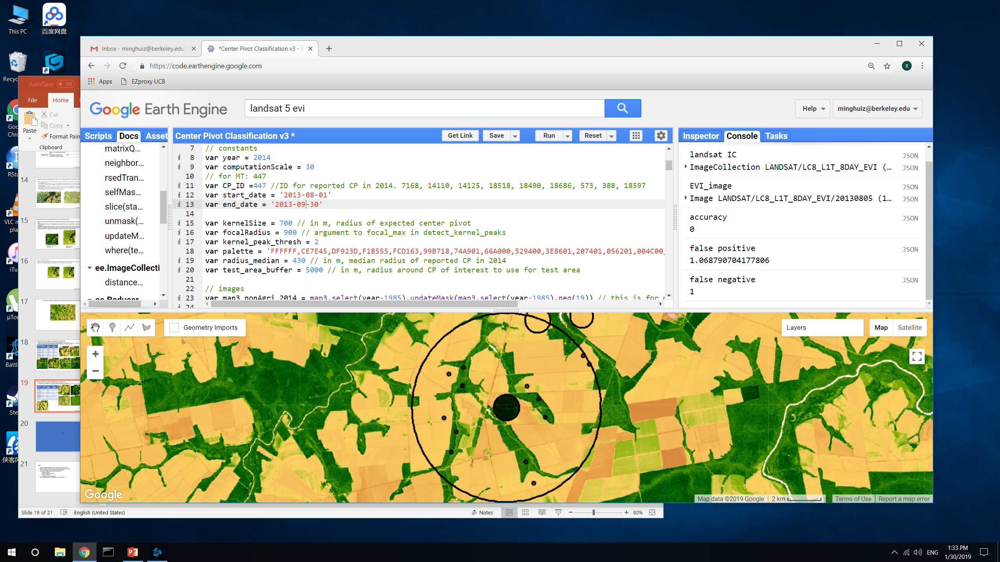 This PC
百度网盘
Recyc
Goo
Chr
RStu
VLC m
pla
iTu
µTor
Battl
Ste
侠客风
AutoSave Off
File
Home
Paste
Cut
Copy
Format Pain
Clipboard
14
15
16
17
18
19
20
21
Slide 19 of 21
English (United States)
Notes
80%
Inbox - minghuiz@berkeley.edu
*Center Pivot Classification v3 - E
https://code.earthengine.google.com
X
Apps
EZproxy UCB
Google Earth Engine
landsat 5 evi
Help
minghuiz@berkeley.edu
Scripts
Docs
Asset
matrixQ...
neighbor...
rsedTran...
selfMas...
slice(sta...
unmask(...
updateM...
where(te...
ee.ImageCollecti
distance...
ee.Reducer
Center Pivot Classification v3 *
Get Link
Save
Run
Reset
7 // constants
i 8 var year = 2014
i 9 var computationScale = 30
10 // for MT: 447
i 11 var CP_ID =447 //ID for reported CP in 2014. 7168, 14110, 14125, 18518, 18490, 18686, 573, 388, 18597
i 12 var start_date = '2013-08-01'
i 13 var end_date = '2013-09-30'
14
i 15 var kernelSize = 700 // in m, radius of expected center pivot
i 16 var focalRadius = 900 // argument to focal_max in detect_kernel_peaks
i 17 var kernel_peak_thresh = 2
18 var palette = 'FFFFFF,CE7E45,DF923D,F1B555,FCD163,99B718,74A901,66A000,529400,3E8601,207401,056201,004C00,
i 19 var radius_median = 430 // in m, median radius of reported CP in 2014
i 20 var test_area_buffer = 5000 // in m, radius around CP of interest to use for test area
21
22 // images
i 23 var map3_nonAgri_2014 = map3.select(year-1985).updateMask(map3.select(year-1985).neq(19)) // this is for
24
Inspector
Console
Tasks
landsat IC JSON
ImageCollection LANDSAT/LC8_L1T_8DAY_EVI (... JSON
EVI_image JSON
Image LANDSAT/LC8_L1T_8DAY_EVI/20130805 (1... JSON
accuracy JSON
0
false positive JSON
1.068790704177806
false negative JSON
1
Geometry Imports
Layers
Map
Satellite
+
−
Google
Map data ©2019 Google
2 km
Terms of Use
Report a map error
ENG
1:33 PM
1/30/2019